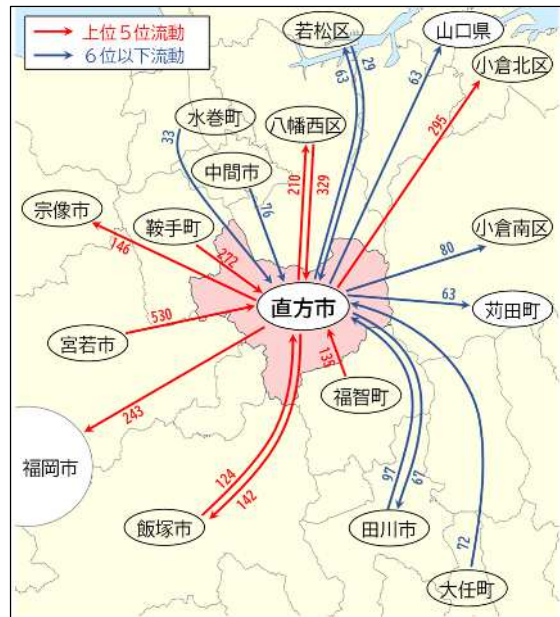 上位5位流動
6位以下流動
若松区
山口県
小倉北区
63
29
63
295
水巻町
八幡西区
33
中間市
210
329
76
宗像市
鞍手町
146
272
小倉南区
80
直方市
63
苅田町
宮若市
530
135
福智町
243
福岡市
124
142
97
67
飯塚市
田川市
72
大任町